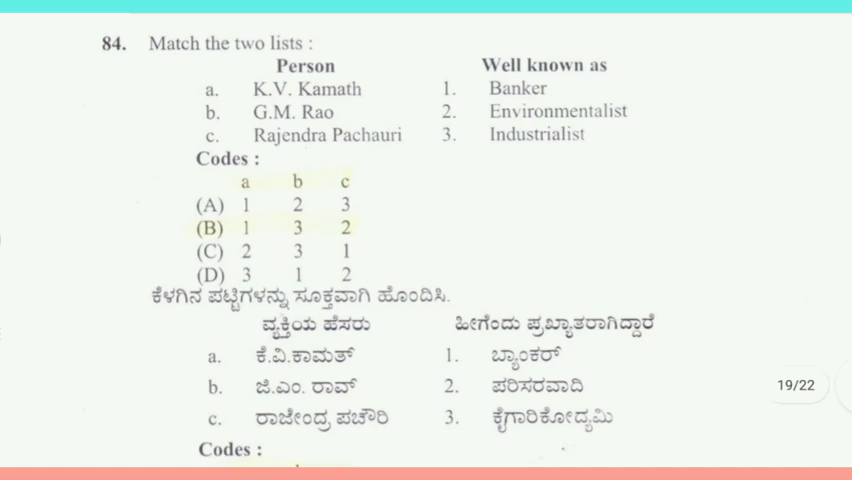 84. Match the two lists :
Person Well known as
a. K.V. Kamath 1. Banker
b. G.M. Rao 2. Environmentalist
c. Rajendra Pachauri 3. Industrialist
Codes :
a b c
(A) 1 2 3
(B) 1 3 2
(C) 2 3 1
(D) 3 1 2
ಕೆಳಗಿನ ಪಟ್ಟಿಗಳನ್ನು ಸೂಕ್ತವಾಗಿ ಹೊಂದಿಸಿ.
ವ್ಯಕ್ತಿಯ ಹೆಸರು ಹೀಗೆಂದು ಪ್ರಖ್ಯಾತರಾಗಿದ್ದಾರೆ
a. ಕೆ.ವಿ.ಕಾಮತ್ 1. ಬ್ಯಾಂಕರ್
b. ಜಿ.ಎಂ. ರಾವ್ 2. ಪರಿಸರವಾದಿ
19/22
c. ರಾಜೇಂದ್ರ ಪಚೌರಿ 3. ಕೈಗಾರಿಕೋದ್ಯಮಿ
Codes :